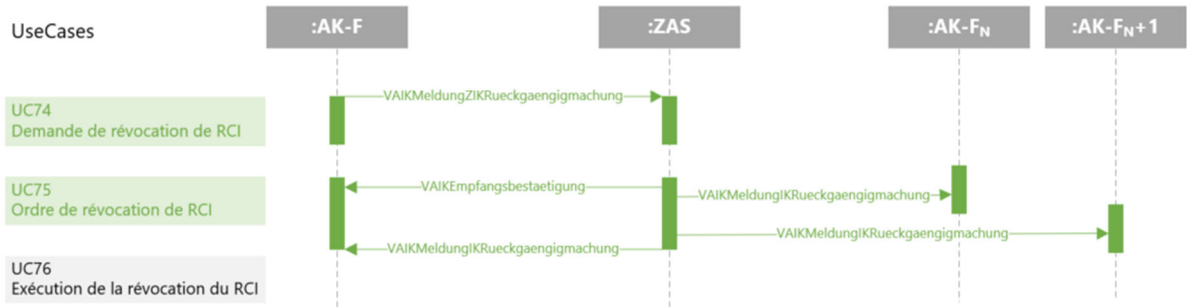 UseCases
:AK-F
:ZAS
:AK-FN
:AK-FN+1
UC74
Demande de révocation de RCI
VAIKMeldungZIKRueckgaengigmachung
UC75
Ordre de révocation de RCI
VAIKEmpfangsbestaetigung
VAIKMeldungIKRueckgaengigmachung
VAIKMeldungIKRueckgaengigmachung
VAIKMeldungIKRueckgaengigmachung
UC76
Exécution de la révocation du RCI